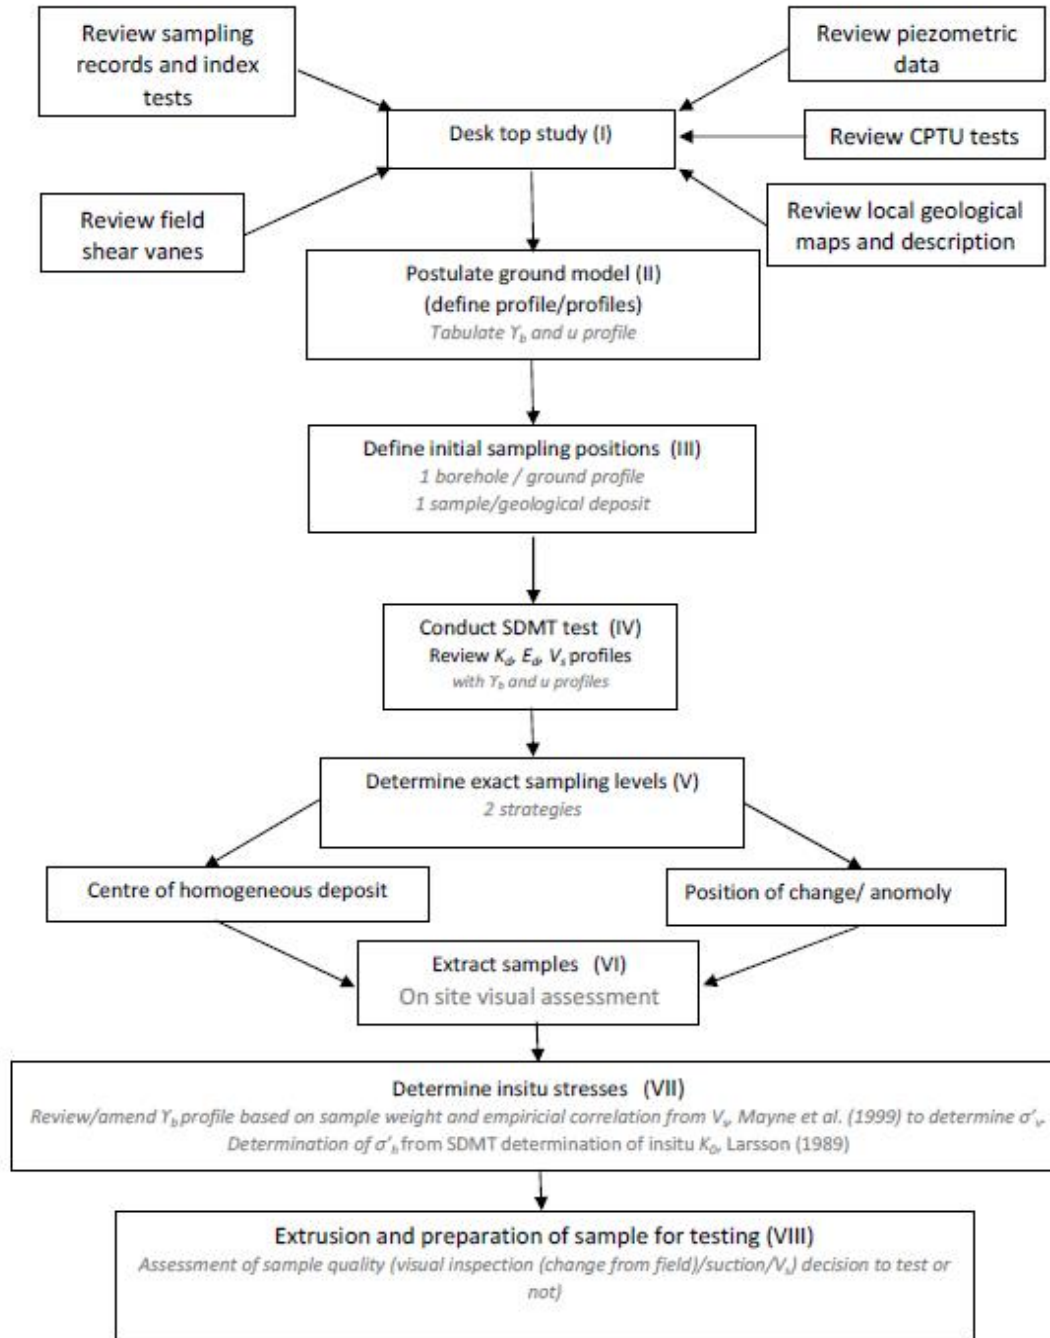 Review sampling
records and index
tests
Review piezometric
data
Desk top study (I)
Review CPTU tests
Review field
shear vanes
Review local geological
maps and description
Postulate ground model (II)
(define profile/profiles)
Tabulate ϒb and u profile
Define initial sampling positions (III)
1 borehole / ground profile
1 sample/geological deposit
Conduct SDMT test (IV)
Review Kd, Ed, Vs profiles
with ϒb and u profiles
Determine exact sampling levels (V)
2 strategies
Centre of homogeneous deposit
Position of change/ anomoly
Extract samples (VI)
On site visual assessment
Determine insitu stresses (VII)
Review/amend ϒb profile based on sample weight and empiricial correlation from Vs, Mayne et al. (1999) to determine σ'v.
Determination of σ'h from SDMT determination of insitu K0, Larsson (1989)
Extrusion and preparation of sample for testing (VIII)
Assessment of sample quality (visual inspection (change from field)/suction/Vs) decision to test or
not)